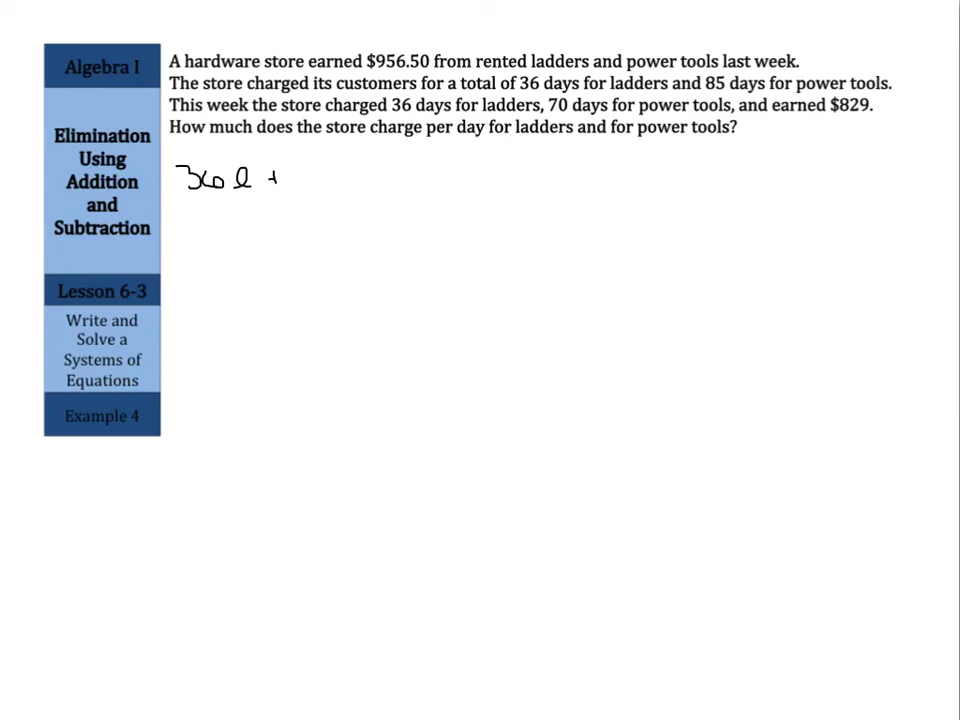 Algebra I
Elimination
Using
Addition
and
Subtraction
Lesson 6-3
Write and
Solve a
Systems of
Equations
Example 4
A hardware store earned $956.50 from rented ladders and power tools last week.
The store charged its customers for a total of 36 days for ladders and 85 days for power tools.
This week the store charged 36 days for ladders, 70 days for power tools, and earned $829.
How much does the store charge per day for ladders and for power tools?
36 l +